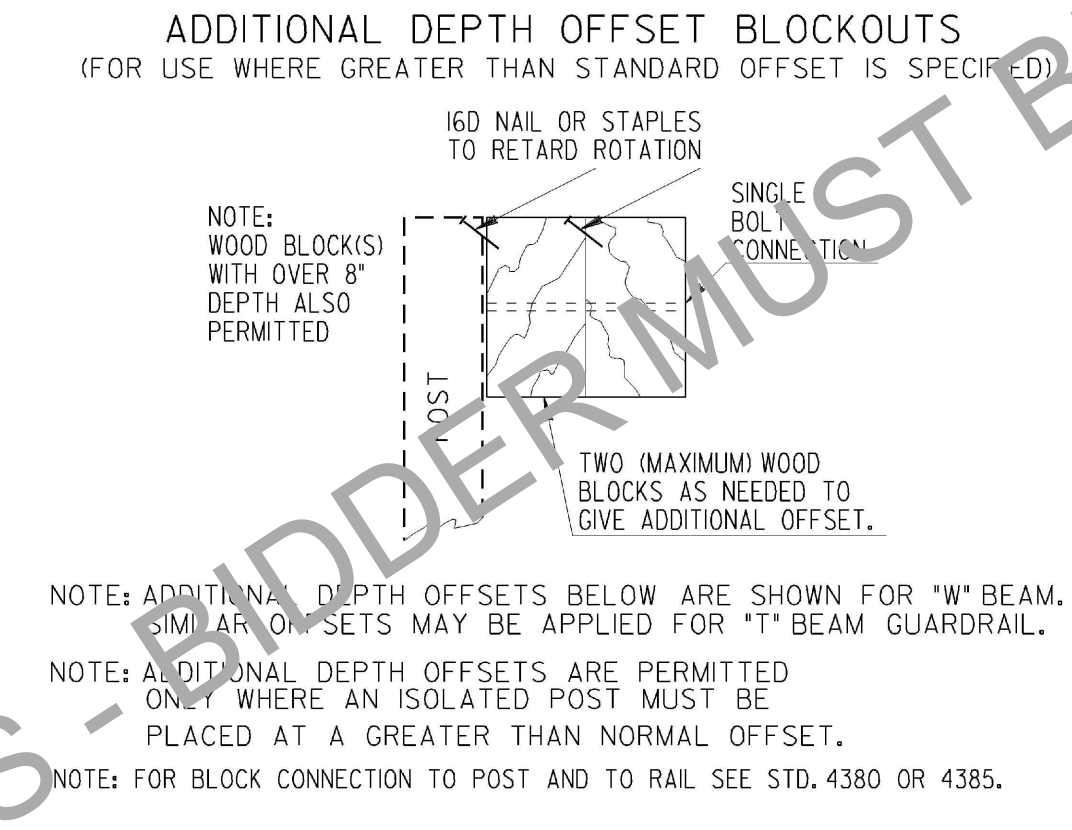 ADDITIONAL DEPTH OFFSET BLOCKOUTS
(FOR USE WHERE GREATER THAN STANDARD OFFSET IS SPECIFIED)
16D NAIL OR STAPLES
TO RETARD ROTATION
SINGLE
BOLT
CONNECTION
NOTE:
WOOD BLOCK(S)
WITH OVER 8"
DEPTH ALSO
PERMITTED
POST
TWO (MAXIMUM) WOOD
BLOCKS AS NEEDED TO
GIVE ADDITIONAL OFFSET.
NOTE: ADDITIONAL DEPTH OFFSETS BELOW ARE SHOWN FOR "W" BEAM.
SIMILAR OFFSETS MAY BE APPLIED FOR "T" BEAM GUARDRAIL.
NOTE: ADDITIONAL DEPTH OFFSETS ARE PERMITTED
ONLY WHERE AN ISOLATED POST MUST BE
PLACED AT A GREATER THAN NORMAL OFFSET.
NOTE: FOR BLOCK CONNECTION TO POST AND TO RAIL SEE STD. 4380 OR 4385.
S - BIDDER MUST B